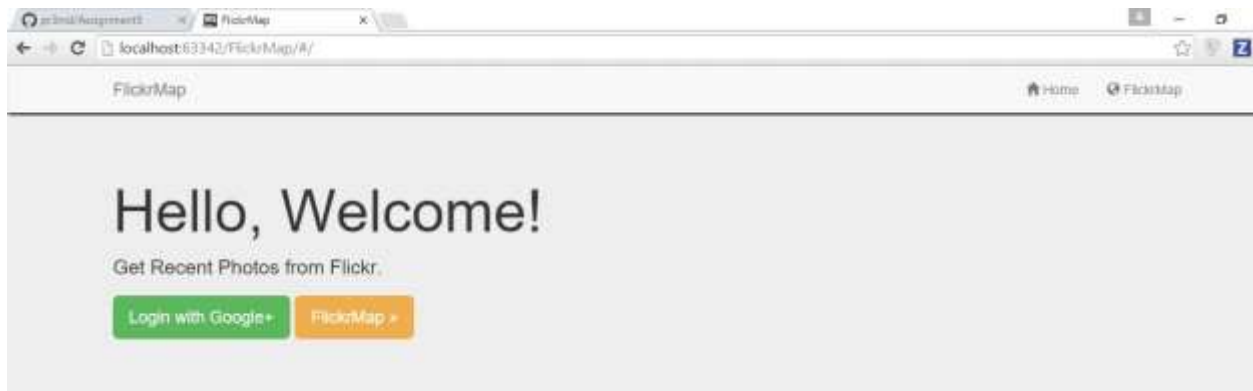 FlickrMap
localhost:63342/FlickrMap/#/
FlickrMap Home FlickrMap
Hello, Welcome!
Get Recent Photos from Flickr.
Login with Google+ FlickrMap »
Z